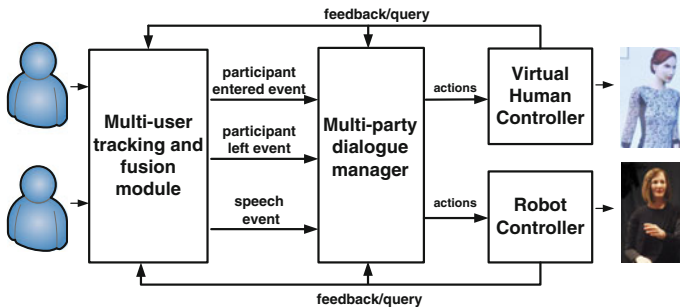 feedback/query
Multi-user
tracking and
fusion
module
participant
entered event
participant
left event
speech
event
Multi-party
dialogue
manager
actions
actions
Virtual
Human
Controller
Robot
Controller
feedback/query